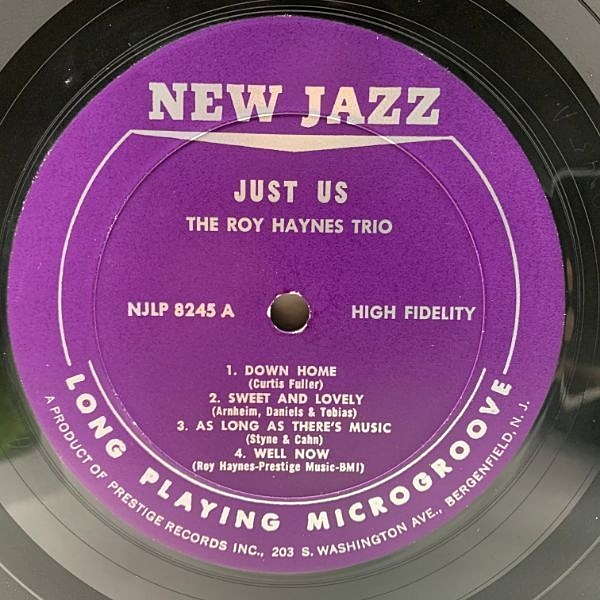 NEW JAZZ
JUST US
THE ROY HAYNES TRIO
NJLP 8245 A
HIGH FIDELITY
1. DOWN HOME
(Curtis Fuller)
2. SWEET AND LOVELY
(Arnheim, Daniels & Tobias)
3. AS LONG AS THERE'S MUSIC
(Styne & Cahn)
4. WELL NOW
(Roy Haynes-Prestige Music-BMI)
LONG PLAYING MICROGROOVE
A PRODUCT OF PRESTIGE RECORDS INC., 203 S. WASHINGTON AVE., BERGENFIELD, N. J.